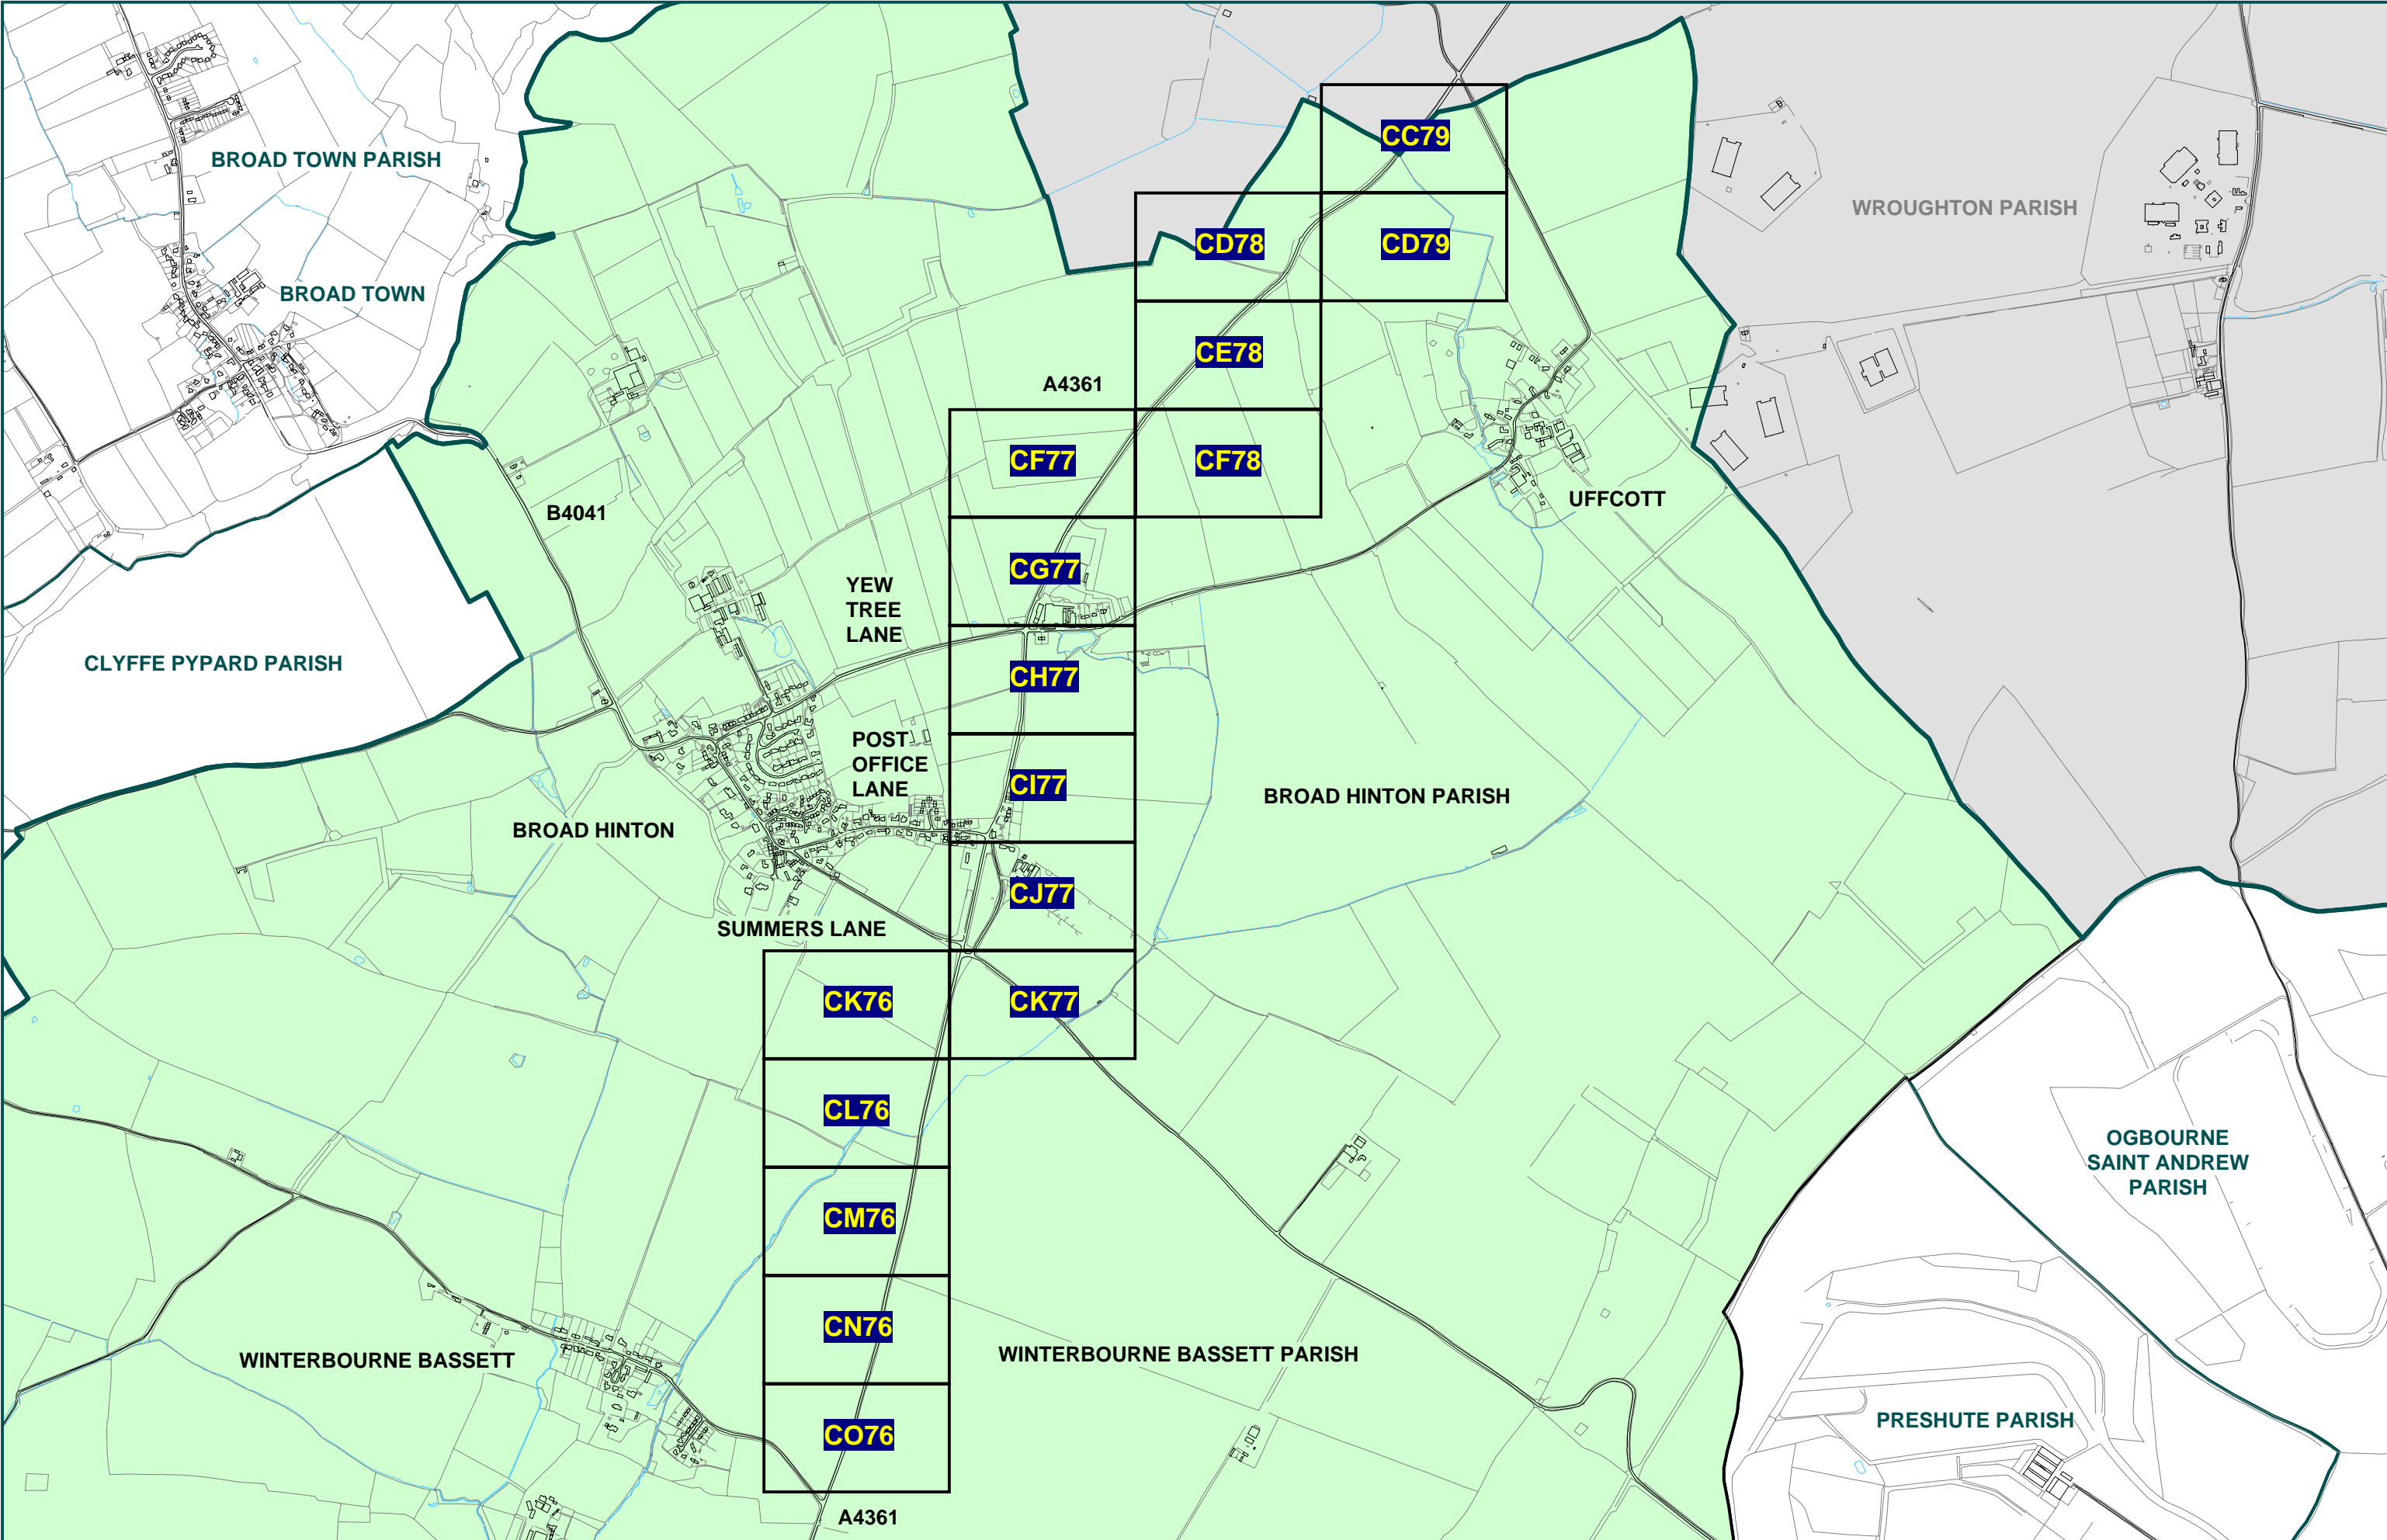 CC79
BROAD TOWN PARISH
WROUGHTON PARISH
CD78
CD79
BROAD TOWN
CE78
A4361
CF77
CF78
UFFCOTT
B4041
CG77
YEW
TREE
LANE
CLYFFE PYPARD PARISH
CH77
POST
OFFICE
LANE
CI77
BROAD HINTON PARISH
BROAD HINTON
CJ77
SUMMERS LANE
CK76
CK77
CL76
OGBOURNE
SAINT ANDREW
PARISH
CM76
CN76
WINTERBOURNE BASSETT
WINTERBOURNE BASSETT PARISH
PRESHUTE PARISH
CO76
A4361